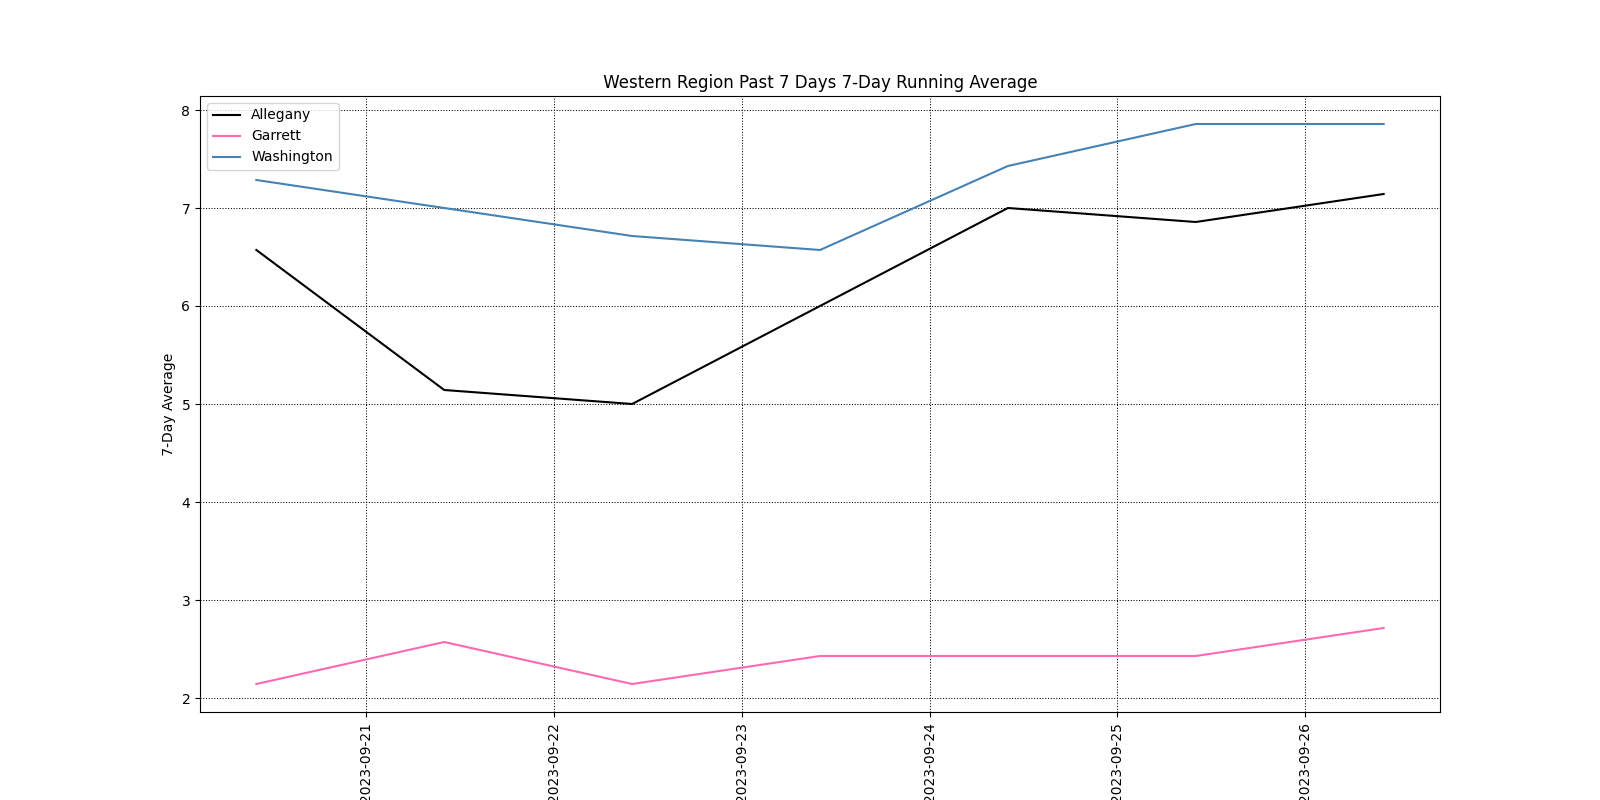 Western Region Past 7 Days 7-Day Running Average
Allegany
Garrett
Washington
7-Day Average
8
7
6
5
4
3
2
2023-09-21
2023-09-22
2023-09-23
2023-09-24
2023-09-25
2023-09-26